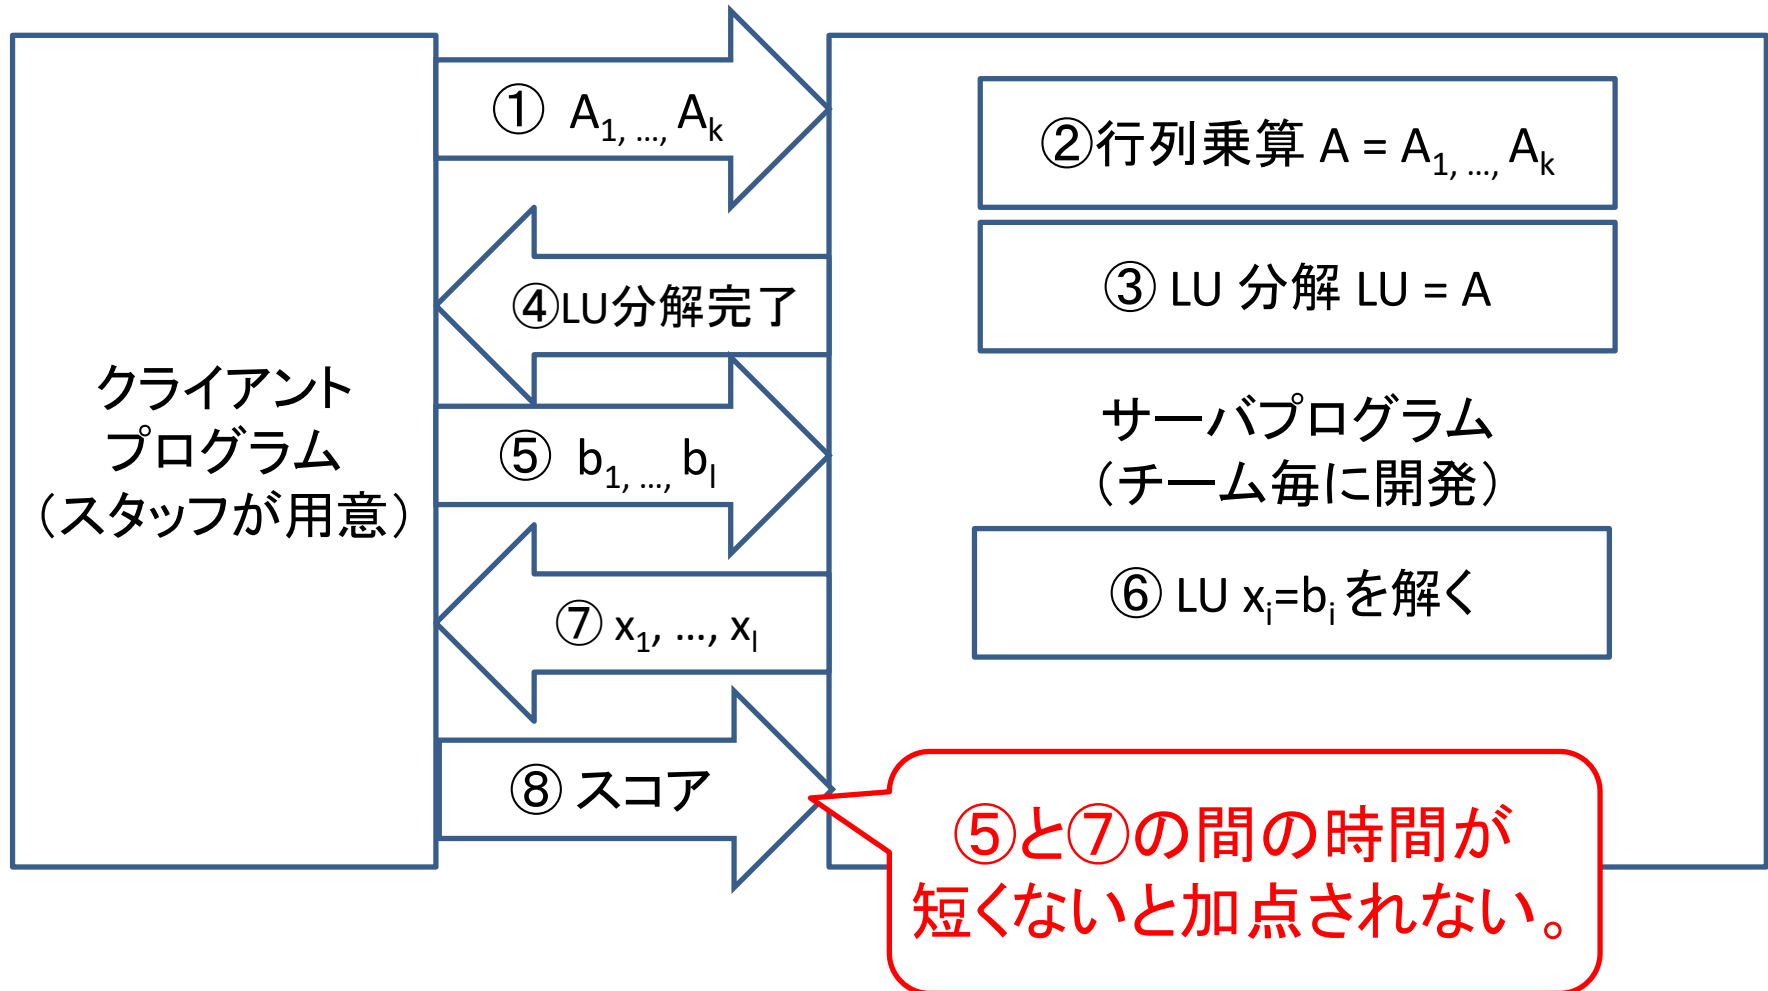 クライアント
プログラム
（スタッフが用意）
① A1, …, Ak
②行列乗算 A = A1, …, Ak
③ LU 分解 LU = A
④LU分解完了
サーバプログラム
（チーム毎に開発）
⑤ b1, …, bl
⑥ LU xi=bi を解く
⑦ x1, …, xl
⑧ スコア
⑤と⑦の間の時間が
短くないと加点されない。